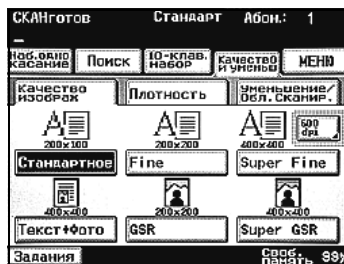 СКАНготов Стандарт Абон.: 1
Наб.одно касание
Поиск
10-клав. набор
Качество и уменьш
МЕНЮ
Качество изобрах
Плотность
Уменьшение/ Обл.Сканир.
200x100
200x200
400x400
600 dpi
Стандартное
Fine
Super Fine
400x400
200x200
400x400
Текст+Фото
GSR
Super GSR
Задания
Своб. память 99%